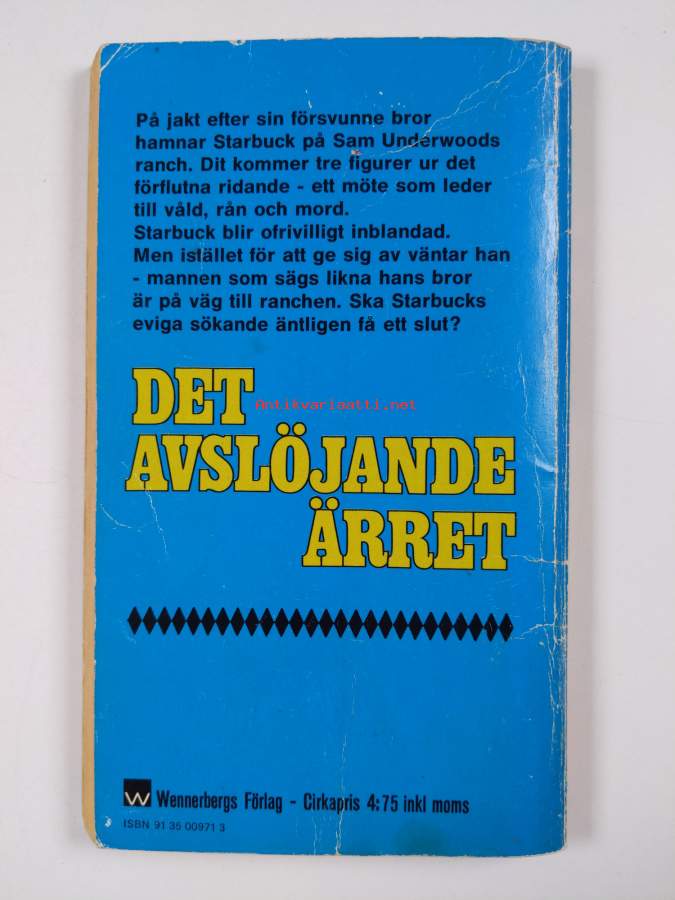 På jakt efter sin försvunne bror
hamnar Starbuck på Sam Underwoods
ranch. Dit kommer tre figurer ur det
förflutna ridande - ett möte som leder
till våld, rån och mord.
Starbuck blir ofrivilligt inblandad.
Men istället för att ge sig av väntar han
- mannen som sägs likna hans bror
är på väg till ranchen. Ska Starbucks
eviga sökande äntligen få ett slut?
DET
Antikvariaatti.net
AVSLÖJANDE
ÄRRET
W Wennerbergs Förlag - Cirkapris 4:75 inkl moms
ISBN 91 35 00971 3